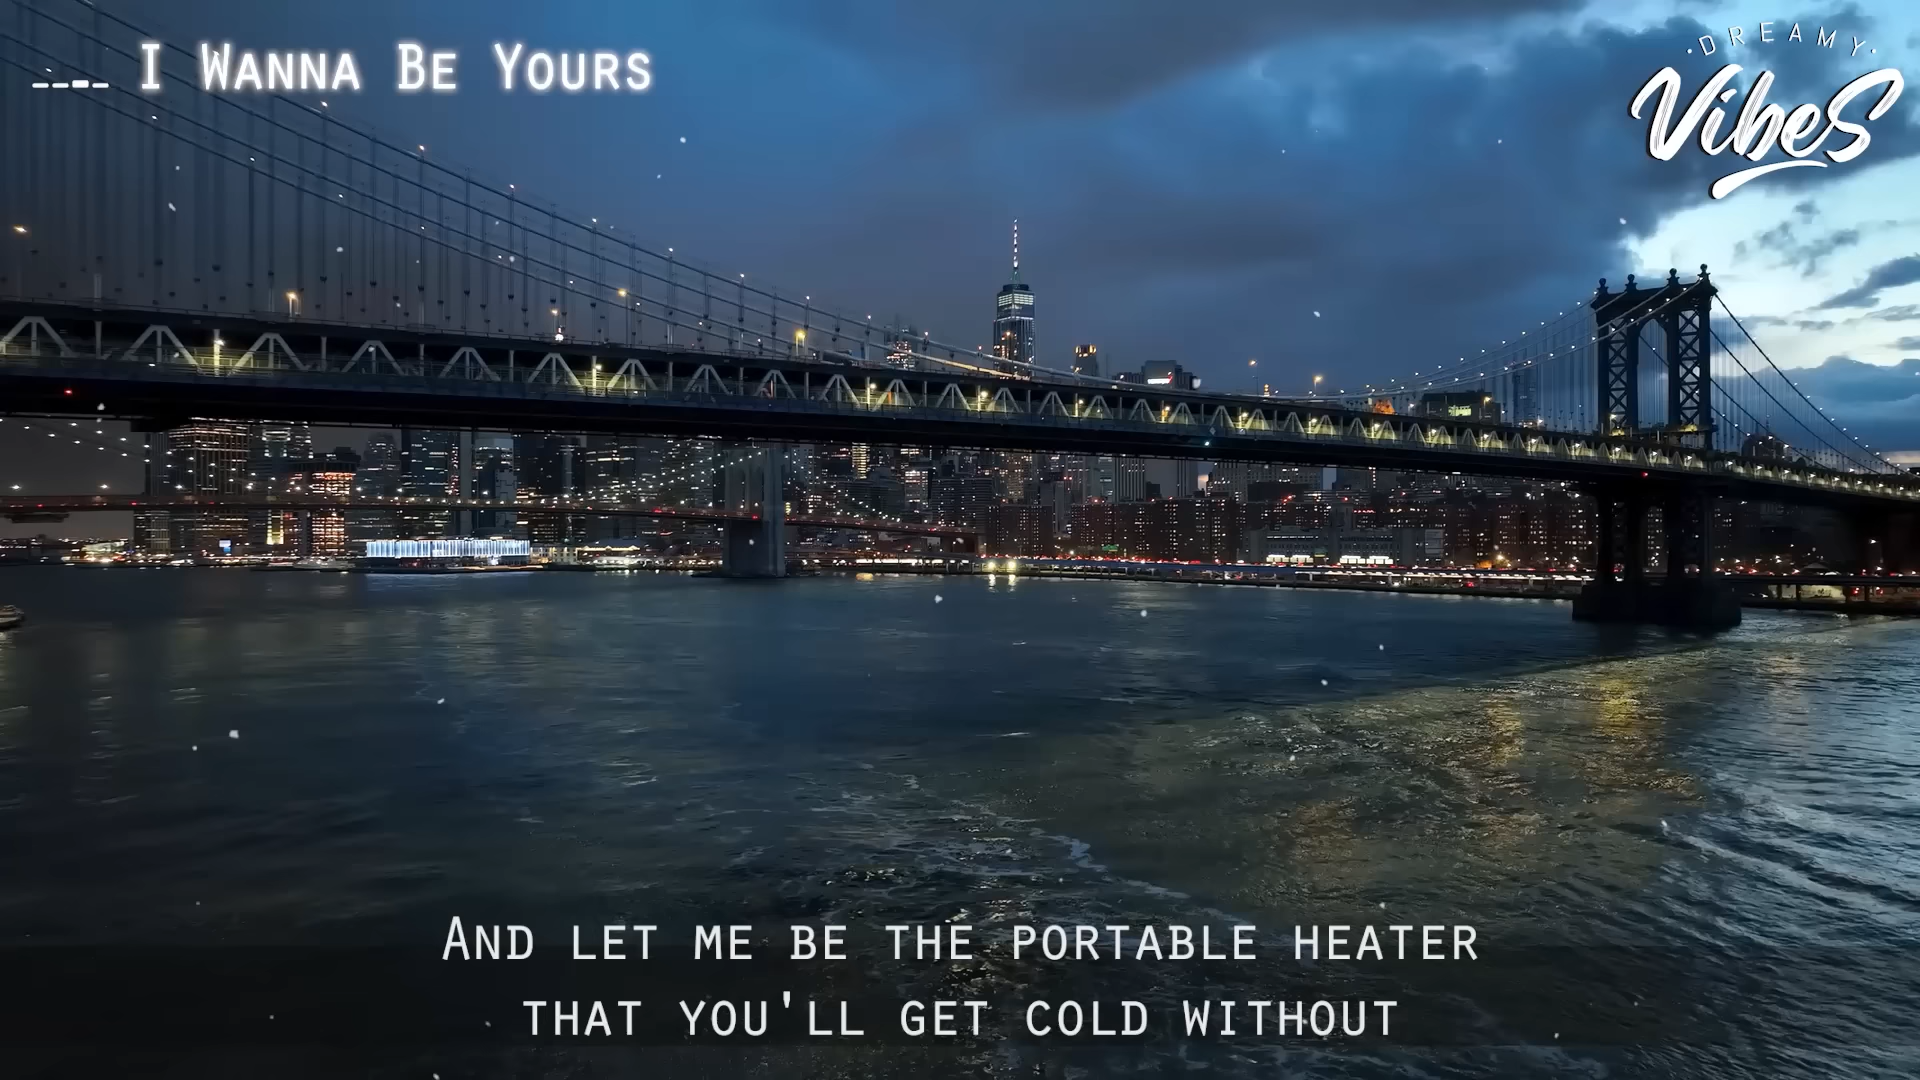 I WANNA BE YOURS
·DREAMY·
VibeS
AND LET ME BE THE PORTABLE HEATER
THAT YOU'LL GET COLD WITHOUT